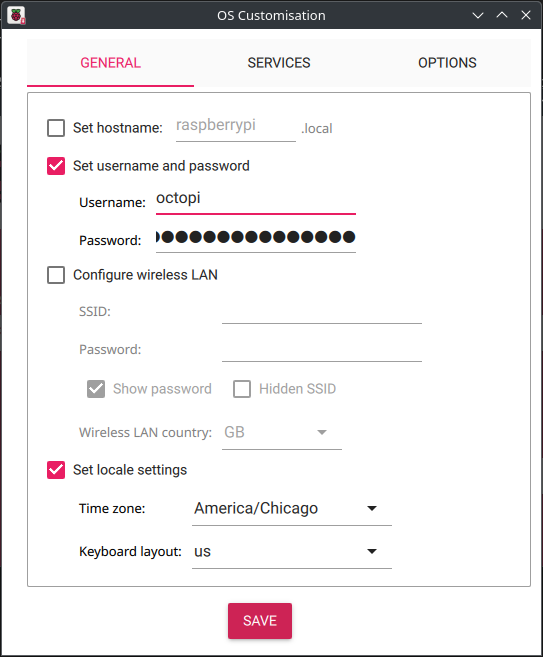 OS Customisation
GENERAL SERVICES OPTIONS
Set hostname: raspberrypi .local
Set username and password
Username: octopi
Password: ●●●●●●●●●●●●●●
Configure wireless LAN
SSID:
Password:
Show password Hidden SSID
Wireless LAN country: GB
Set locale settings
Time zone: America/Chicago
Keyboard layout: us
SAVE